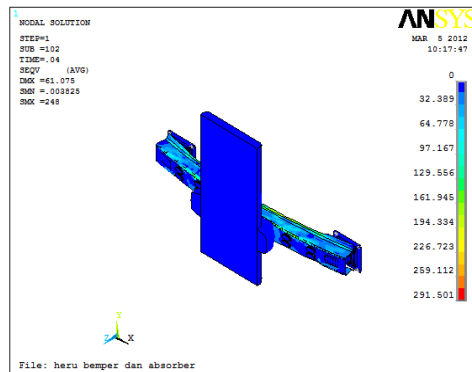 1
NODAL SOLUTION
STEP=1
SUB =102
TIME=.04
SEQV (AVG)
DMX =61.075
SMN =.003825
SMX =248
ANSYS
MAR 5 2012
10:17:47
0
32.389
64.778
97.167
129.556
161.945
194.334
226.723
259.112
291.501
Y
Z X
File: heru bemper dan absorber